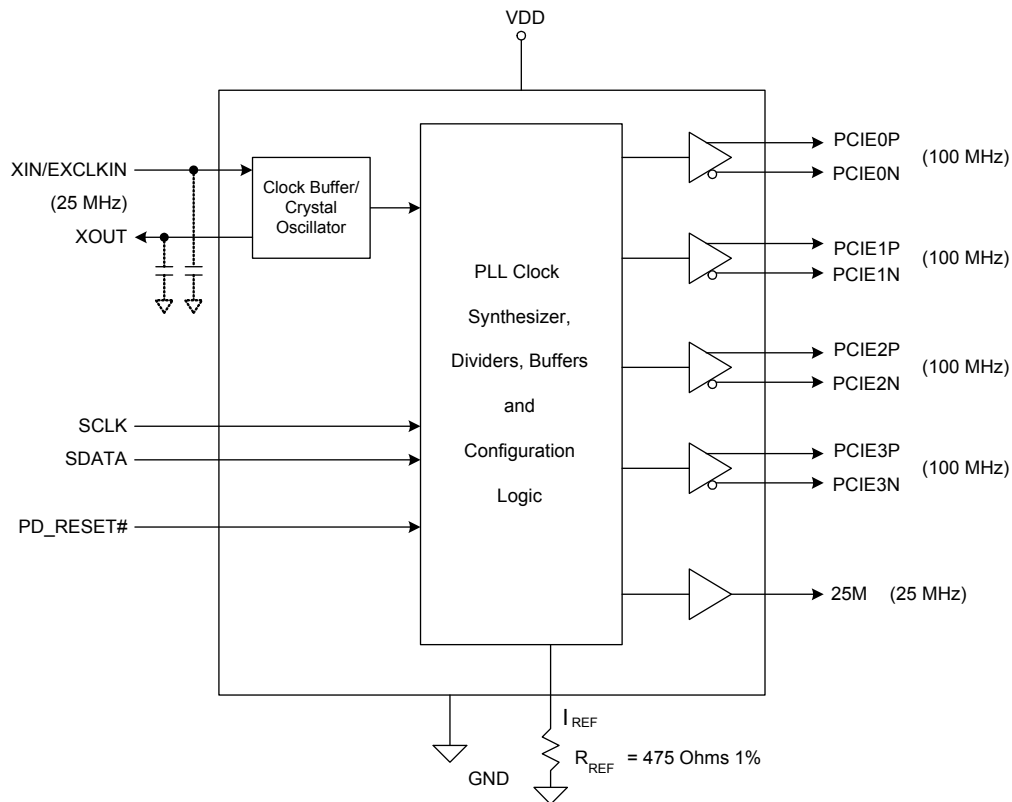 VDD
XIN/EXCLKIN
(25 MHz)
XOUT
Clock Buffer/
Crystal
Oscillator
SCLK
SDATA
PD_RESET#
PLL Clock
Synthesizer,
Dividers, Buffers
and
Configuration
Logic
PCIE0P
PCIE0N
(100 MHz)
PCIE1P
PCIE1N
(100 MHz)
PCIE2P
PCIE2N
(100 MHz)
PCIE3P
PCIE3N
(100 MHz)
25M (25 MHz)
IREF
RREF = 475 Ohms 1%
GND